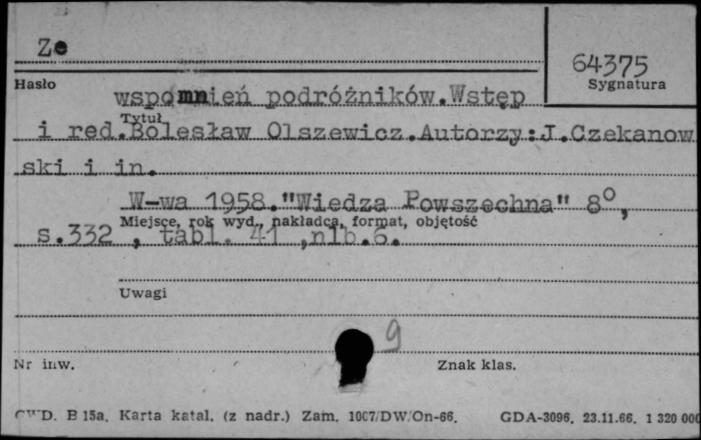 Ze
64375
Hasło
Sygnatura
wspomnień podróżników.Wstęp
Tytuł
i red.Bolesław Olszewicz.Autorzy:J.Czekanow
ski i in.
W-wa 1958."Wiedza Powszechna" 8°,
Miejsce, rok wyd., nakładca, format, objętość
s.332 , tabl. 41 ,nlb.6.
Uwagi
9
Nr inw.
Znak klas.
CWD. B 15a. Karta katal. (z nadr.) Zam. 1007/DW/On-66. GDA-3096. 23.11.66. 1 320 000